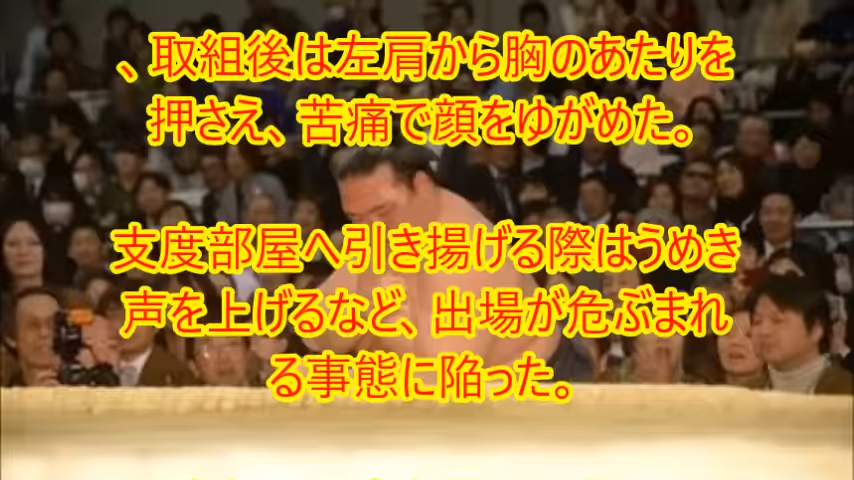 、取組後は左肩から胸のあたりを
押さえ、苦痛で顔をゆがめた。
支度部屋へ引き揚げる際はうめき
声を上げるなど、出場が危ぶまれ
る事態に陥った。